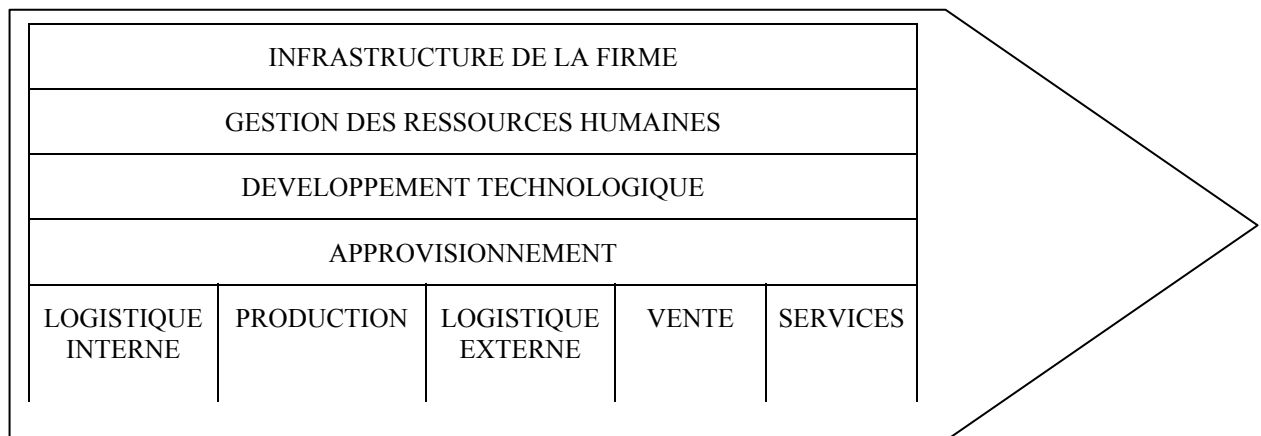 INFRASTRUCTURE DE LA FIRME
GESTION DES RESSOURCES HUMAINES
DEVELOPPEMENT TECHNOLOGIQUE
APPROVISIONNEMENT
LOGISTIQUE INTERNE
PRODUCTION
LOGISTIQUE EXTERNE
VENTE
SERVICES